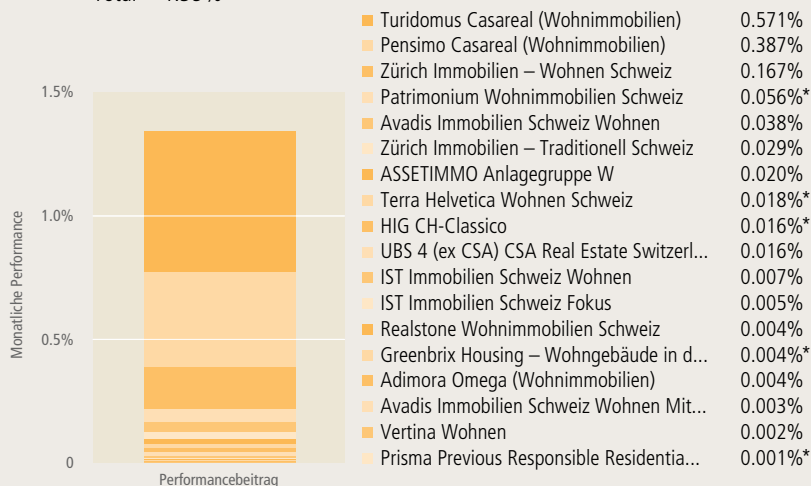 Turidomus Casareal (Wohnimmobilien) 0.571%
Pensimo Casareal (Wohnimmobilien) 0.387%
Zürich Immobilien – Wohnen Schweiz 0.167%
Patrimonium Wohnimmobilien Schweiz 0.056%*
Avadis Immobilien Schweiz Wohnen 0.038%
Zürich Immobilien – Traditionell Schweiz 0.029%
ASSETIMMO Anlagegruppe W 0.020%
Terra Helvetica Wohnen Schweiz 0.018%*
HIG CH-Classico 0.016%*
UBS 4 (ex CSA) CSA Real Estate Switzerl... 0.016%
IST Immobilien Schweiz Wohnen 0.007%
IST Immobilien Schweiz Fokus 0.005%
Realstone Wohnimmobilien Schweiz 0.004%
Greenbrix Housing – Wohngebäude in d... 0.004%*
Adimora Omega (Wohnimmobilien) 0.004%
Avadis Immobilien Schweiz Wohnen Mit... 0.003%
Vertina Wohnen 0.002%
Prisma Previous Responsible Residentia... 0.001%*
Monatliche Performance
1.5%
1.0%
0.5%
0
Performancebeitrag